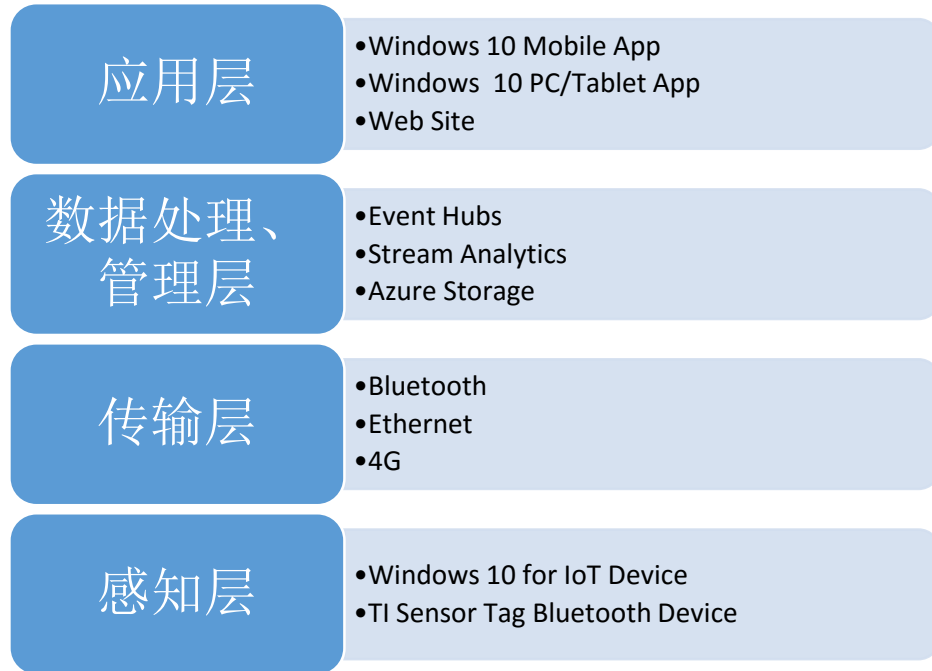 应用层
•Windows 10 Mobile App
•Windows  10 PC/Tablet App
•Web Site
数据处理、
管理层
•Event Hubs
•Stream Analytics
•Azure Storage
传输层
•Bluetooth
•Ethernet
•4G
感知层
•Windows 10 for IoT Device
•TI Sensor Tag Bluetooth Device